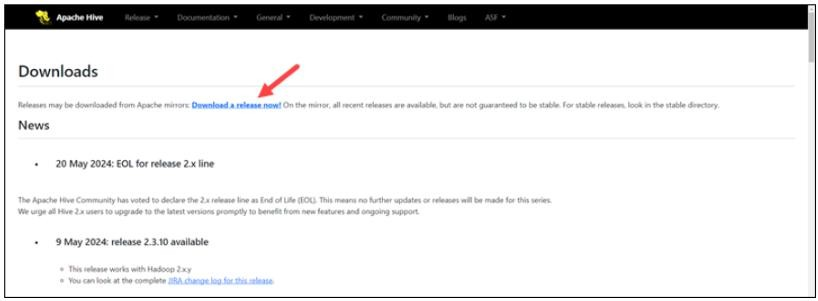 Apache Hive Release Documentation General Development Community Blogs ASF
Downloads
Releases may be downloaded from Apache mirrors: Download a release now! On the mirror, all recent releases are available, but are not guaranteed to be stable. For stable releases, look in the stable directory.
News
• 20 May 2024: EOL for release 2.x line
The Apache Hive Community has voted to declare the 2.x release line as End of Life (EOL). This means no further updates or releases will be made for this series.
We urge all Hive 2.x users to upgrade to the latest versions promptly to benefit from new features and ongoing support.
• 9 May 2024: release 2.3.10 available
○ This release works with Hadoop 2.x.y
○ You can look at the complete JIRA change log for this release.